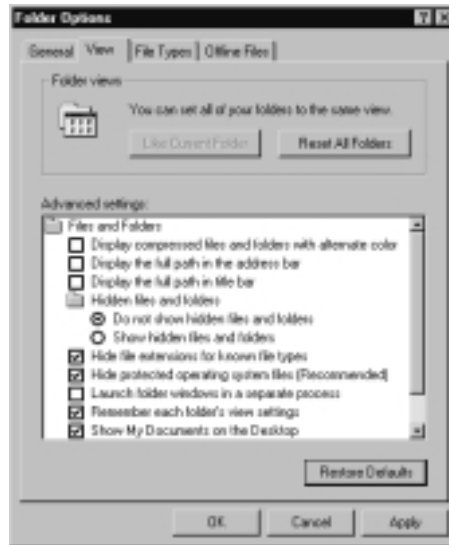 Folder Options
General View File Types Offline Files
Folder views
You can set all of your folders to the same view.
Like Current Folder Reset All Folders
Advanced settings:
Files and Folders
Display compressed files and folders with alternate color
Display the full path in the address bar
Display the full path in title bar
Hidden files and folders
Do not show hidden files and folders
Show hidden files and folders
Hide file extensions for known file types
Hide protected operating system files (Recommended)
Launch folder windows in a separate process
Remember each folder's view settings
Show My Documents on the Desktop
Restore Defaults
OK Cancel Apply